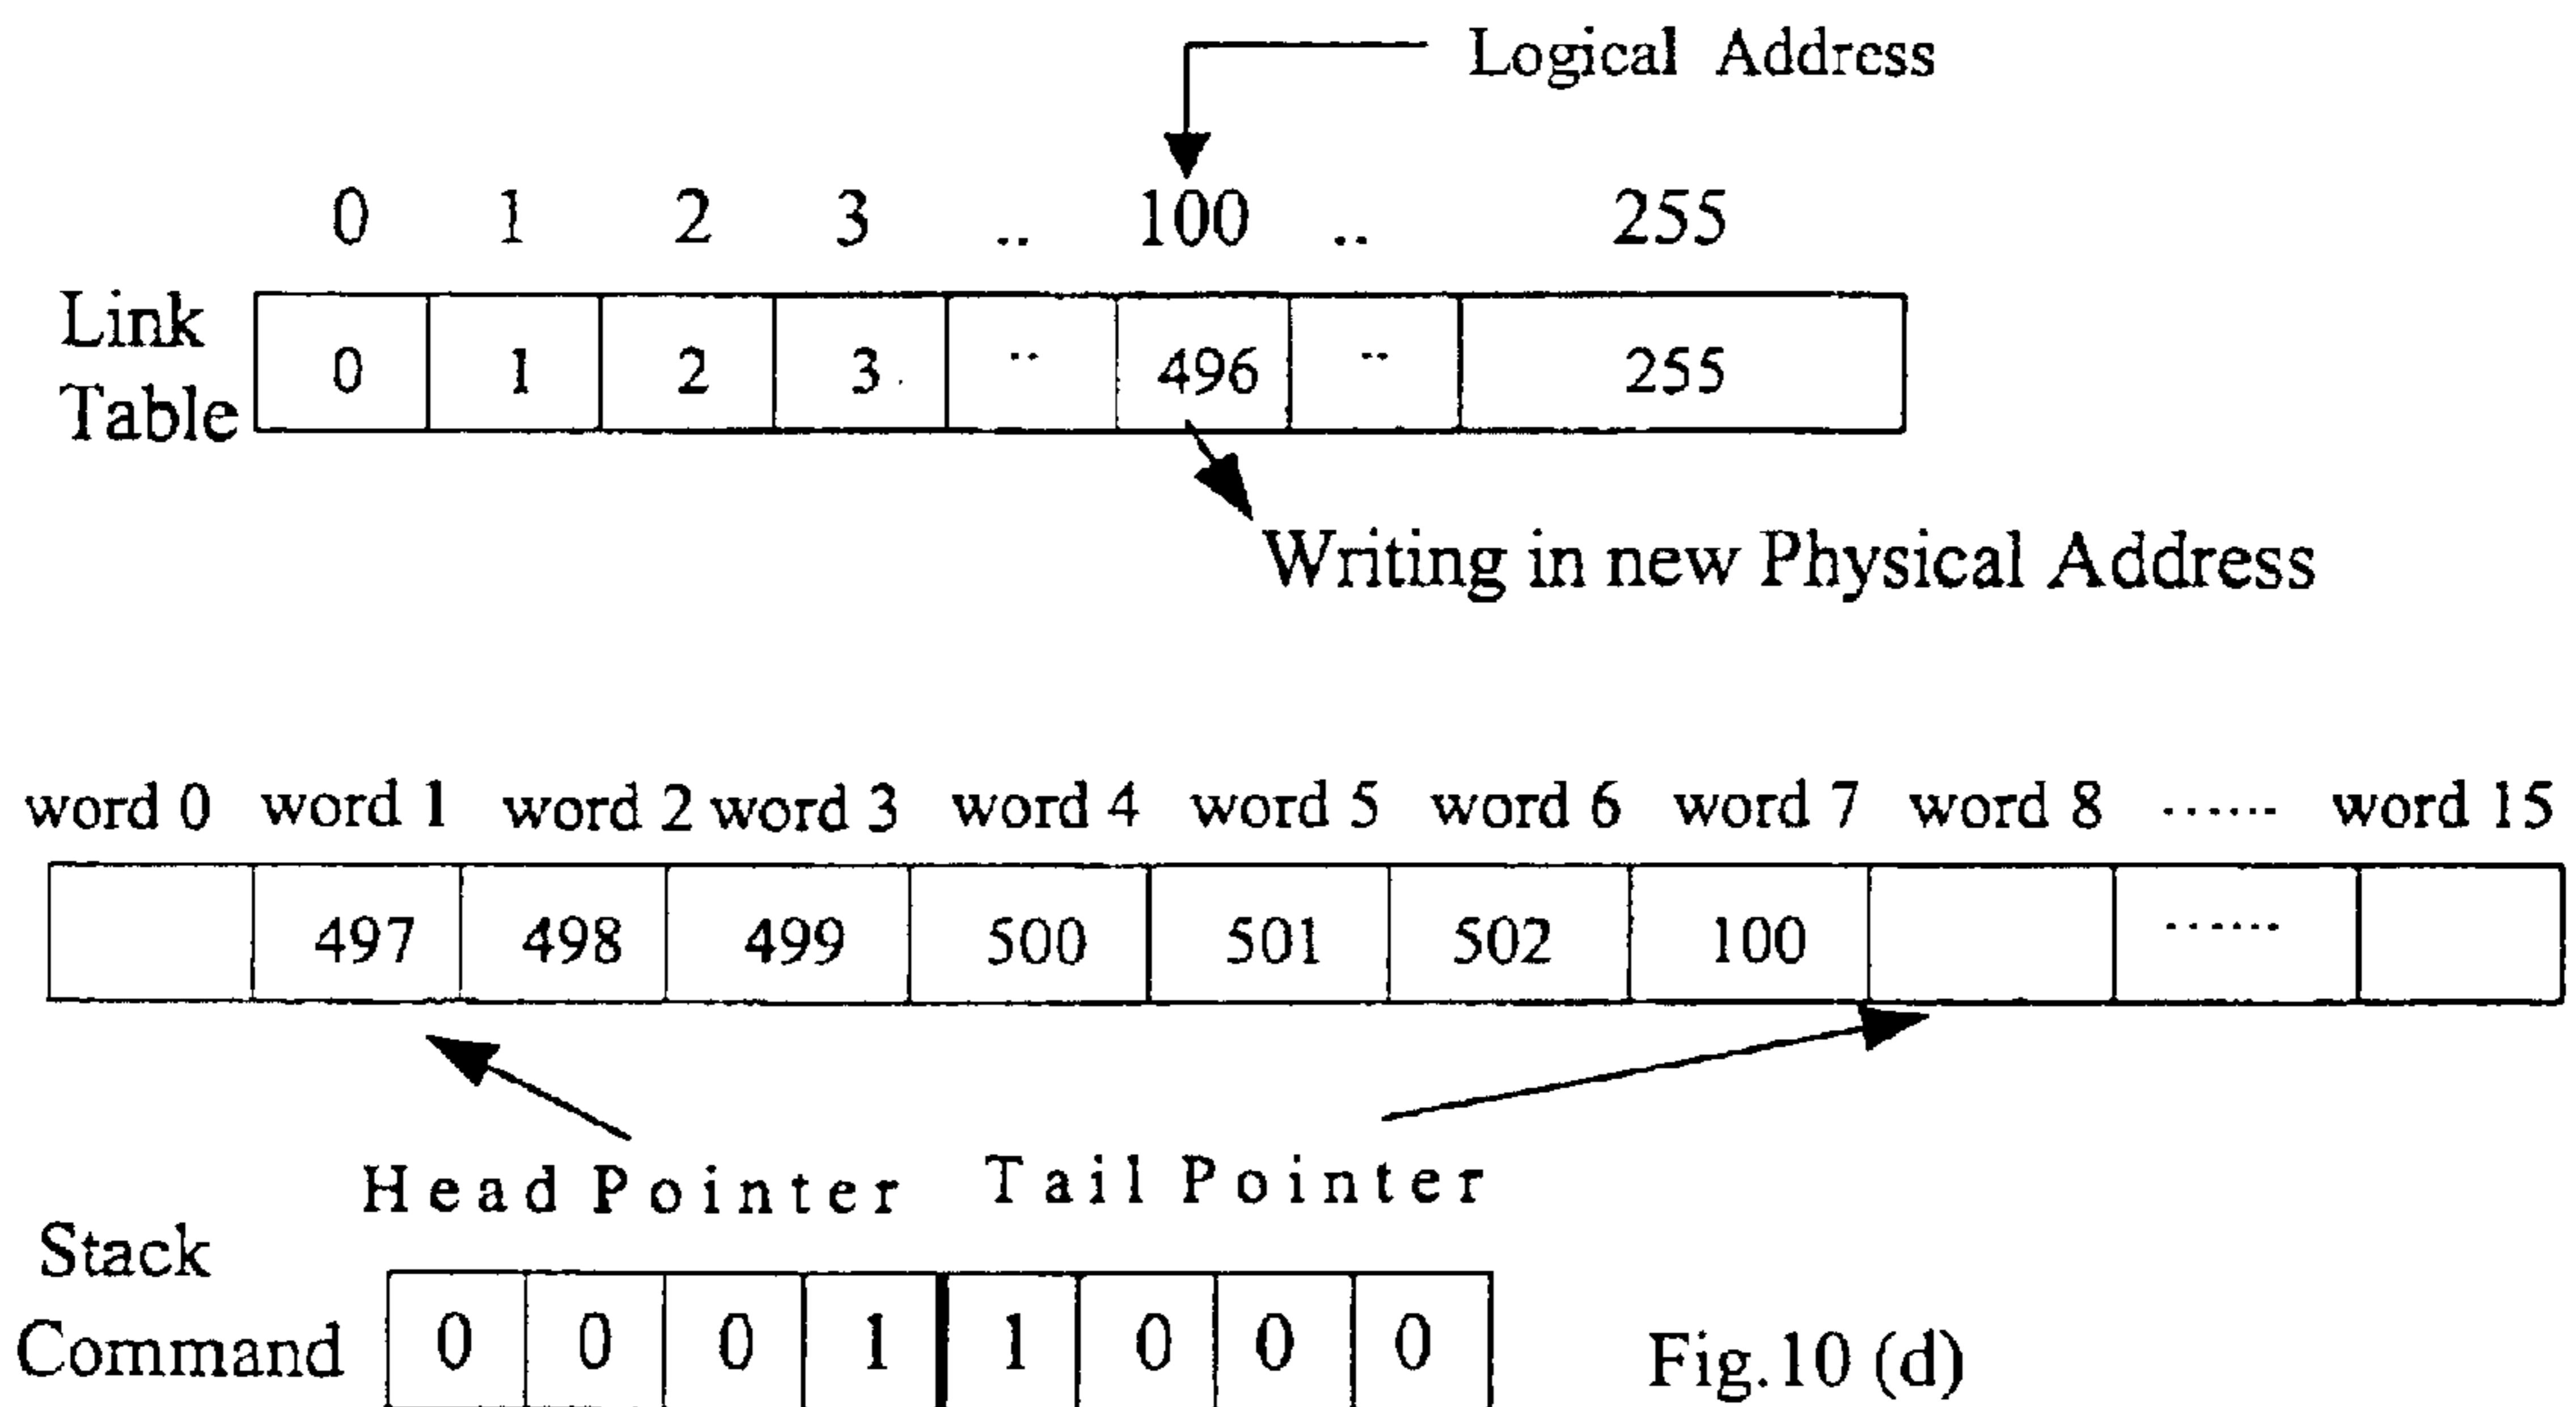 Logical Address
0 1 2 3 .. 100 .. 255
Link
Table
0 1 2 3 .. 496 .. 255
Writing in new Physical Address
word 0 word 1 word 2 word 3 word 4 word 5 word 6 word 7 word 8 ...... word 15
497 498 499 500 501 502 100 ......
Head Pointer Tail Pointer
Stack
Command
0 0 0 1 1 0 0 0
Fig.10 (d)